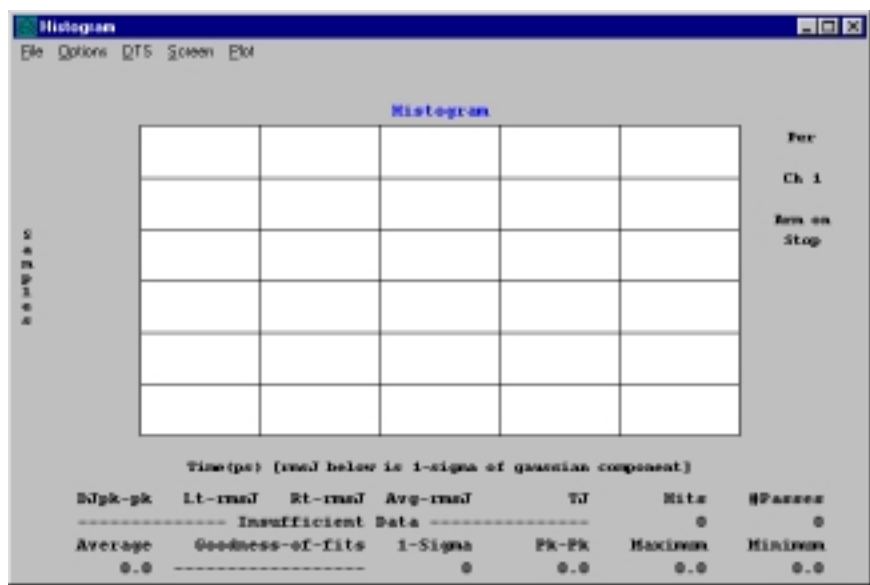 Histogram
File Options DTS Screen Plot
Histogram
Per
Ch 1
Arm on
Stop
Samples
Time(ps) [rmsJ below is 1-sigma of gaussian component]
DJpk-pk Lt-rmsJ Rt-rmsJ Avg-rmsJ TJ Hits #Passes
--------------- Insufficient Data --------------- 0 0
Average Goodness-of-fits 1-Sigma Pk-Pk Maximum Minimum
0.0 ------------------- 0 0.0 0.0 0.0